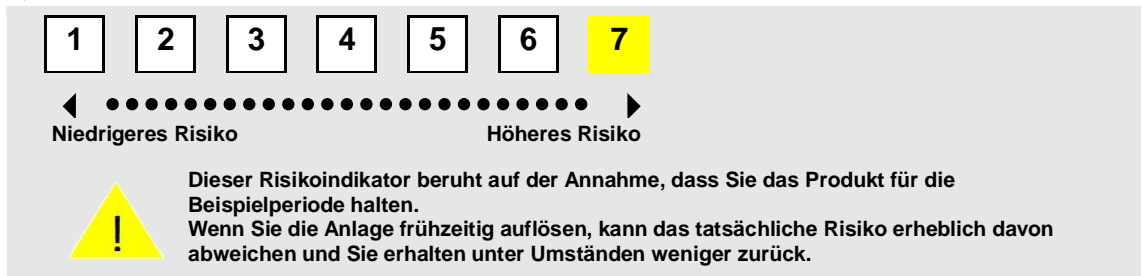 1 2 3 4 5 6 7
Niedrigeres Risiko Höheres Risiko
Dieser Risikoindikator beruht auf der Annahme, dass Sie das Produkt für die
Beispielperiode halten.
Wenn Sie die Anlage frühzeitig auflösen, kann das tatsächliche Risiko erheblich davon
abweichen und Sie erhalten unter Umständen weniger zurück.
!